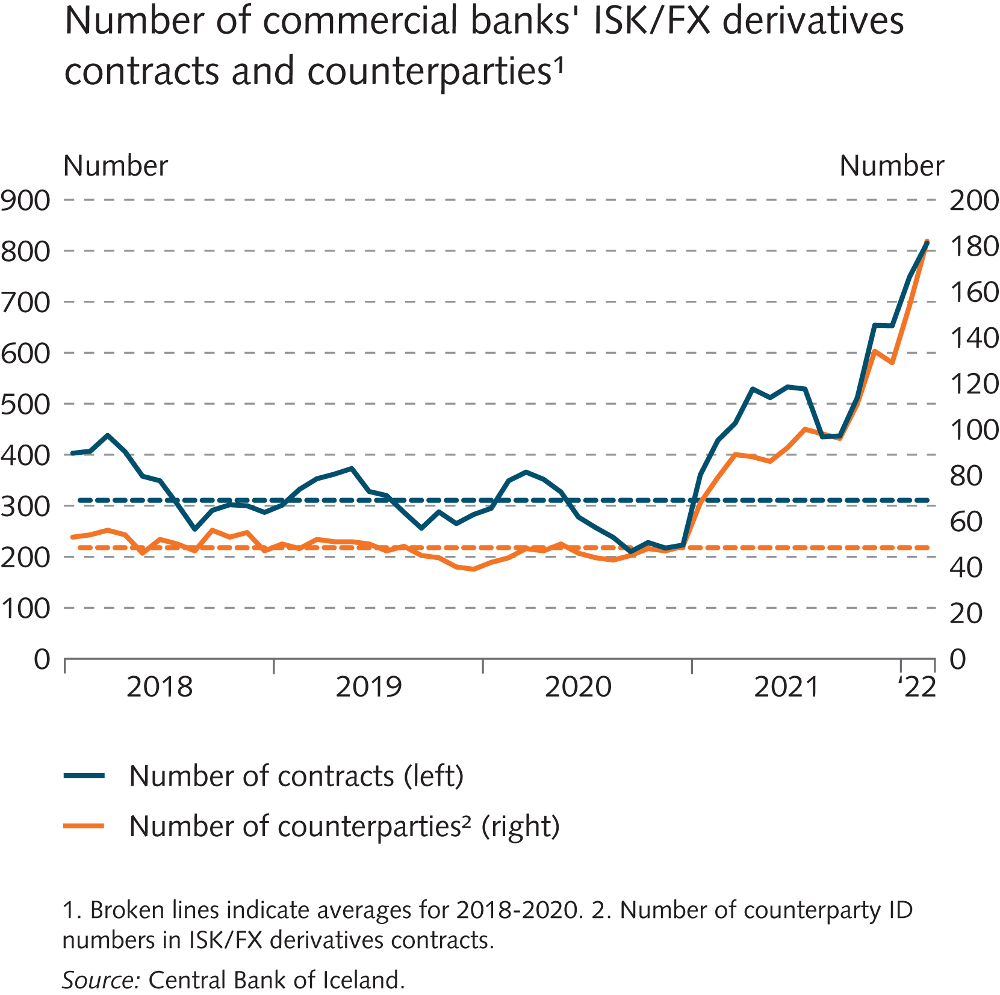 Number of commercial banks' ISK/FX derivatives
contracts and counterparties¹
Number
Number
900
200
800
180
700
160
600
140
500
120
400
100
300
80
200
60
100
40
0
20
0
2018
2019
2020
2021
‘22
Number of contracts (left)
Number of counterparties² (right)
1. Broken lines indicate averages for 2018-2020. 2. Number of counterparty ID
numbers in ISK/FX derivatives contracts.
Source: Central Bank of Iceland.